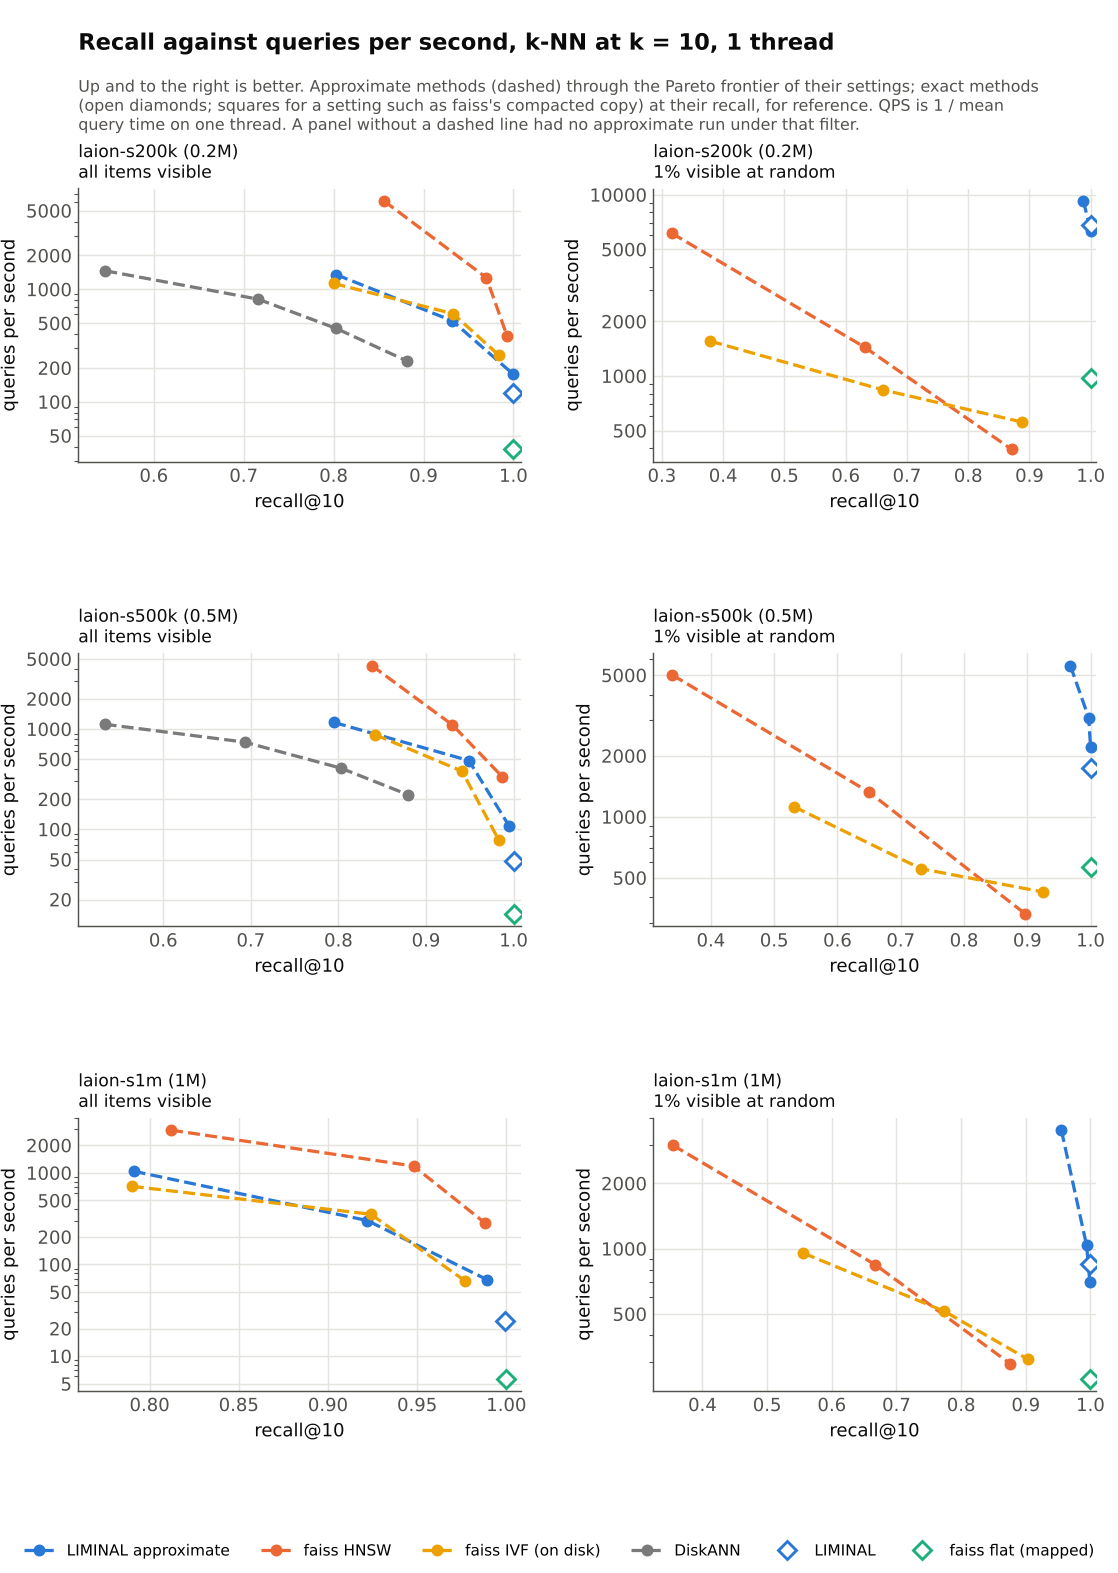 Recall against queries per second, k-NN at k = 10, 1 thread
Up and to the right is better. Approximate methods (dashed) through the Pareto frontier of their settings; exact methods
(open diamonds; squares for a setting such as faiss's compacted copy) at their recall, for reference. QPS is 1 / mean
query time on one thread. A panel without a dashed line had no approximate run under that filter.
laion-s200k (0.2M)
all items visible
queries per second
5000
2000
1000
500
200
100
50
0.6 0.7 0.8 0.9 1.0
recall@10
laion-s200k (0.2M)
1% visible at random
queries per second
10000
5000
2000
1000
500
0.3 0.4 0.5 0.6 0.7 0.8 0.9 1.0
recall@10
laion-s500k (0.5M)
all items visible
queries per second
5000
2000
1000
500
200
100
50
20
0.6 0.7 0.8 0.9 1.0
recall@10
laion-s500k (0.5M)
1% visible at random
queries per second
5000
2000
1000
500
0.4 0.5 0.6 0.7 0.8 0.9 1.0
recall@10
laion-s1m (1M)
all items visible
queries per second
2000
1000
500
200
100
50
20
10
5
0.80 0.85 0.90 0.95 1.00
recall@10
laion-s1m (1M)
1% visible at random
queries per second
2000
1000
500
0.4 0.5 0.6 0.7 0.8 0.9 1.0
recall@10
LIMINAL approximate faiss HNSW faiss IVF (on disk) DiskANN LIMINAL faiss flat (mapped)